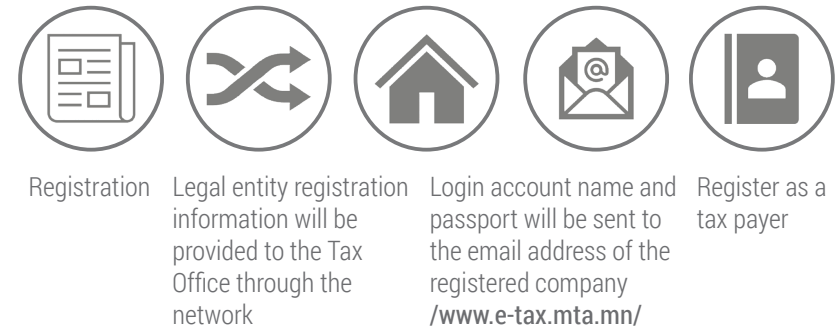 @
Registration
Legal entity registration
information will be
provided to the Tax
Office through the
network
Login account name and
passport will be sent to
the email address of the
registered company
/www.e-tax.mta.mn/
Register as a
tax payer